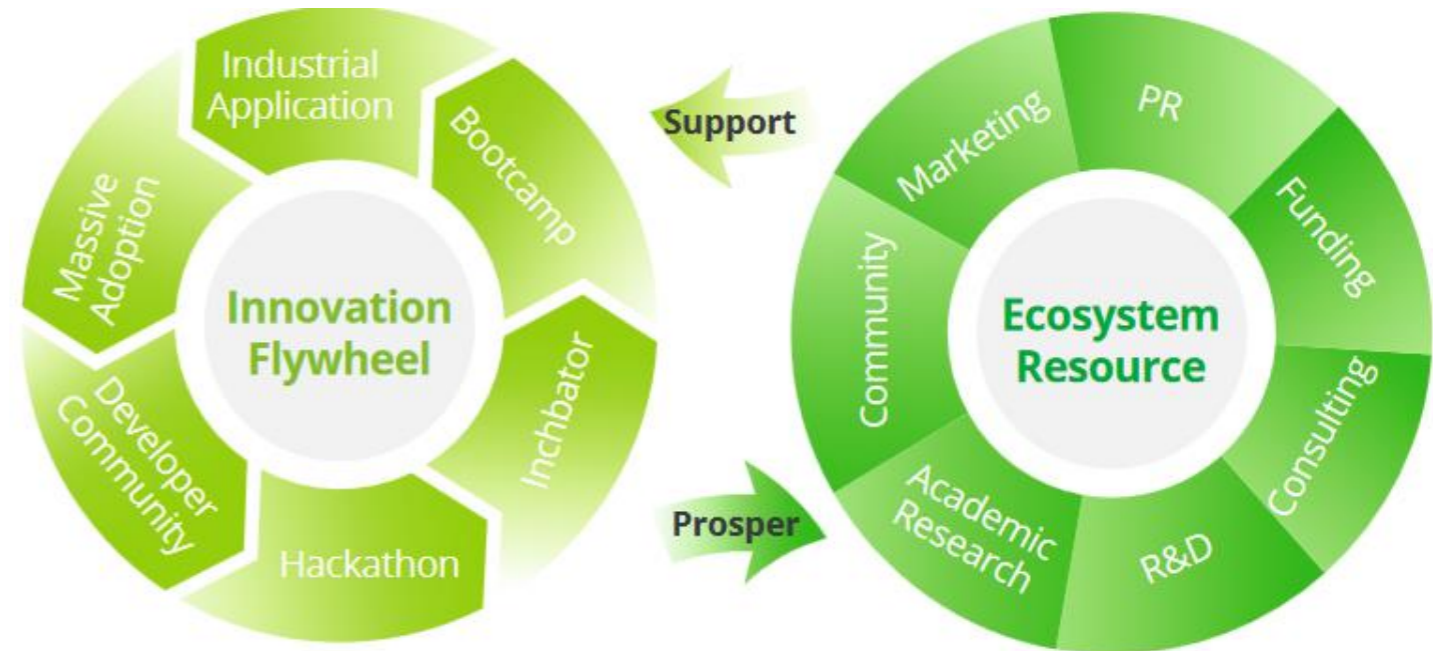 Industrial
Application
Bootcamp
Inchbator
Hackathon
Developer
Community
Massive
Adoption
Innovation
Flywheel
Support
Prosper
PR
Funding
Consulting
R&D
Academic
Research
Community
Marketing
Ecosystem
Resource